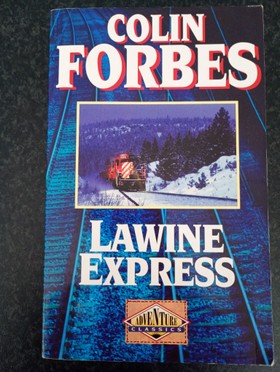 COLIN
FORBES
LAWINE
EXPRESS
ADVENTURE
CLASSICS